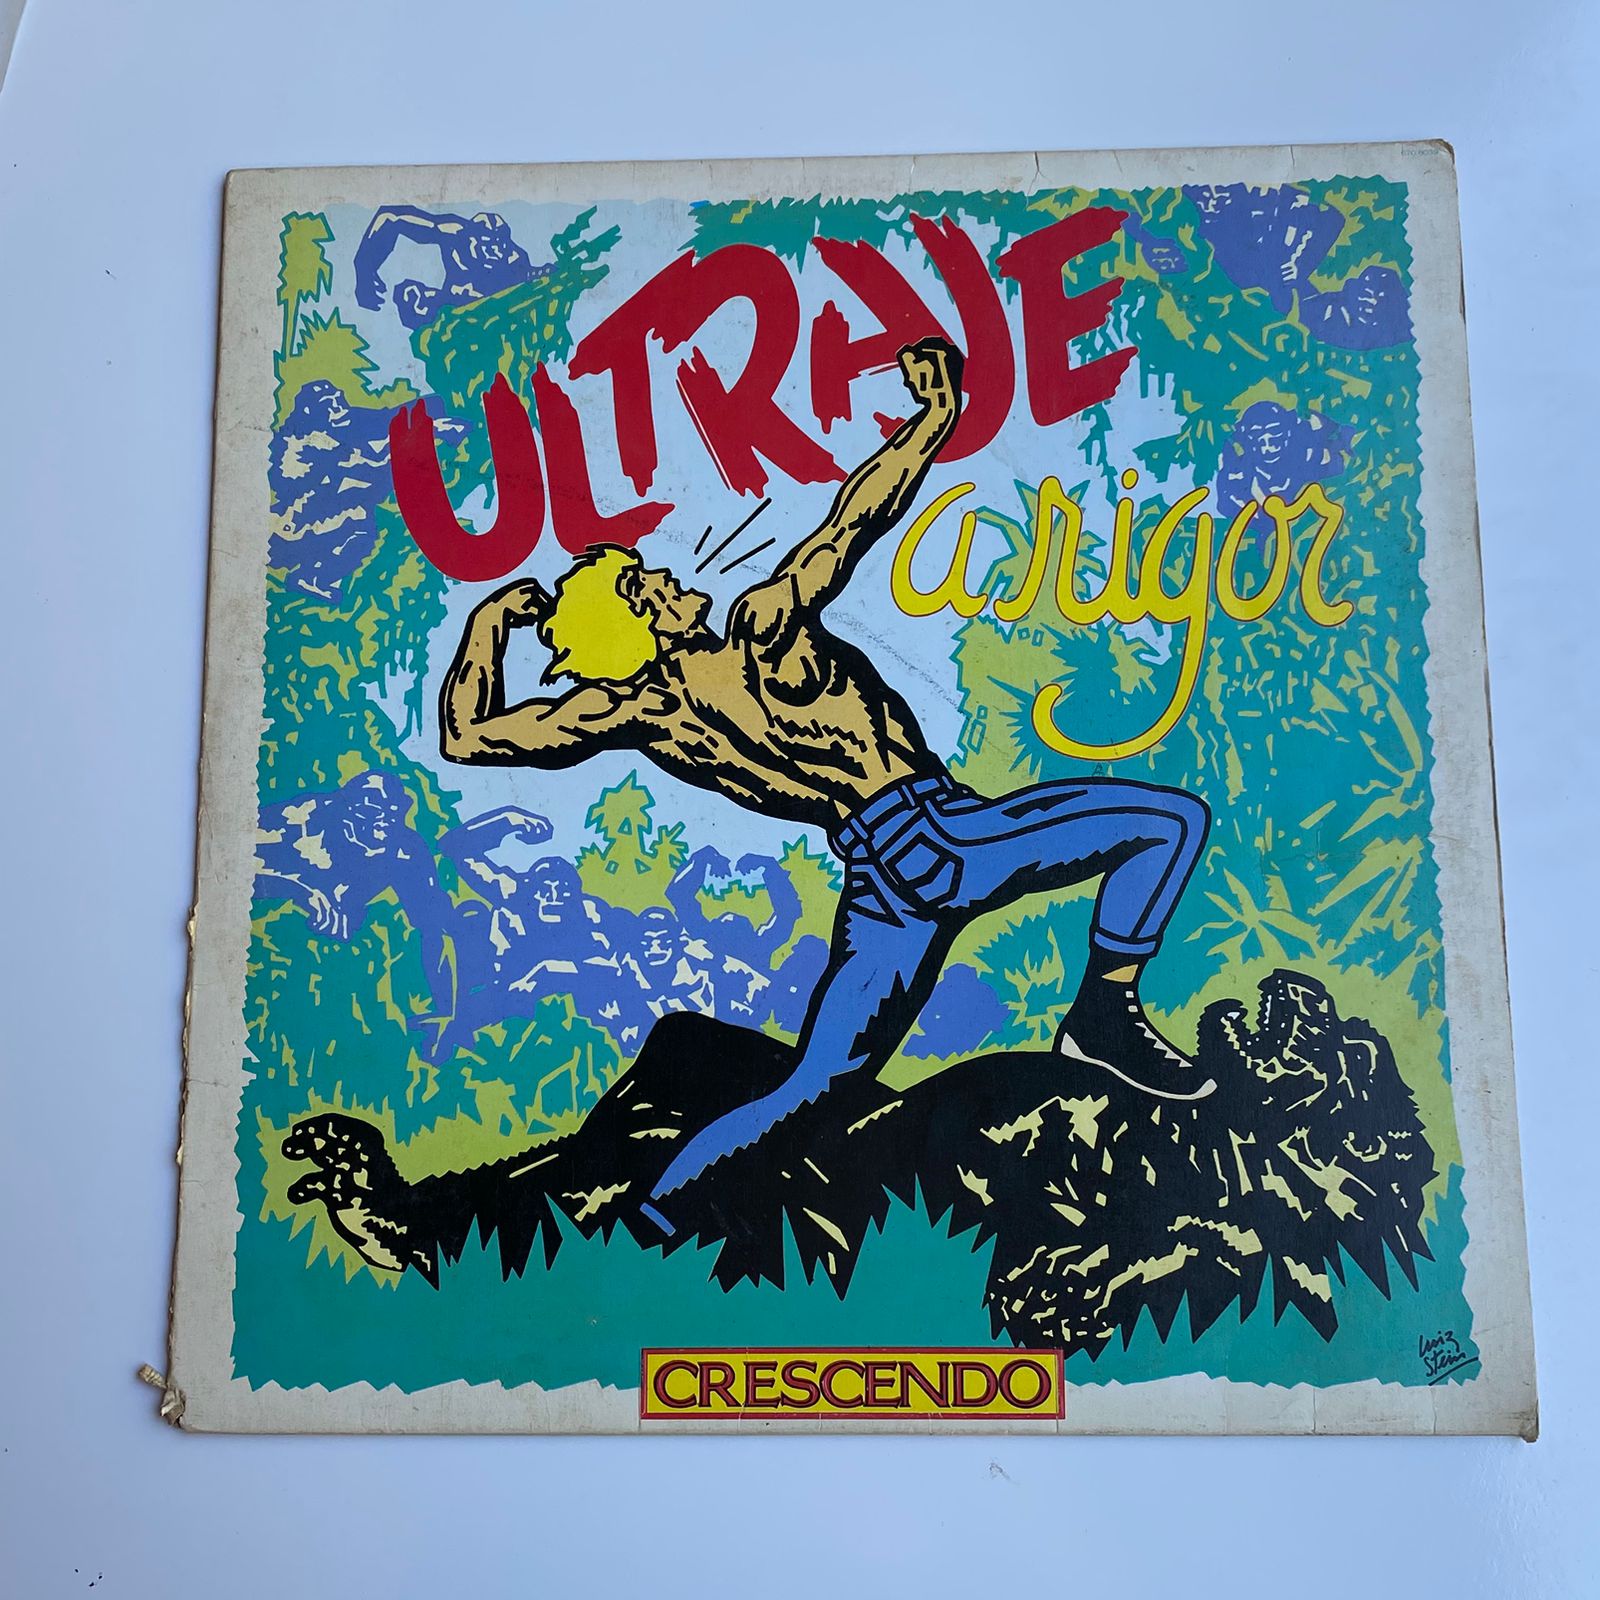 ULTRAJE
a rigor
CRESCENDO
Luiz
Stein